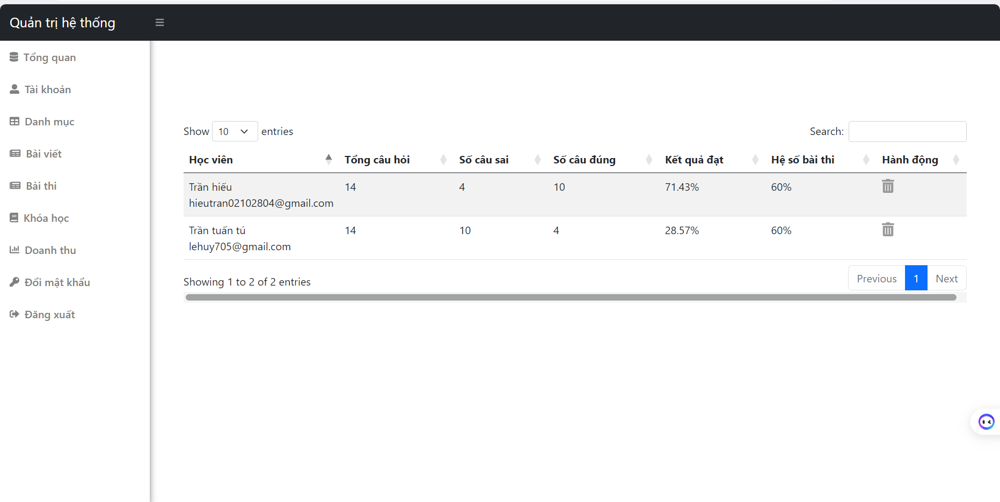 Quản trị hệ thống
Tổng quan
Tài khoản
Danh mục
Bài viết
Bài thi
Khóa học
Doanh thu
Đổi mật khẩu
Đăng xuất
Show 10 entries
Search:
Học viên Tổng câu hỏi Số câu sai Số câu đúng Kết quả đạt Hệ số bài thi Hành động
Trần hiếu 14 4 10 71.43% 60%
hieutran02102804@gmail.com
Trần tuấn tú 14 10 4 28.57% 60%
lehuy705@gmail.com
Showing 1 to 2 of 2 entries
Previous 1 Next